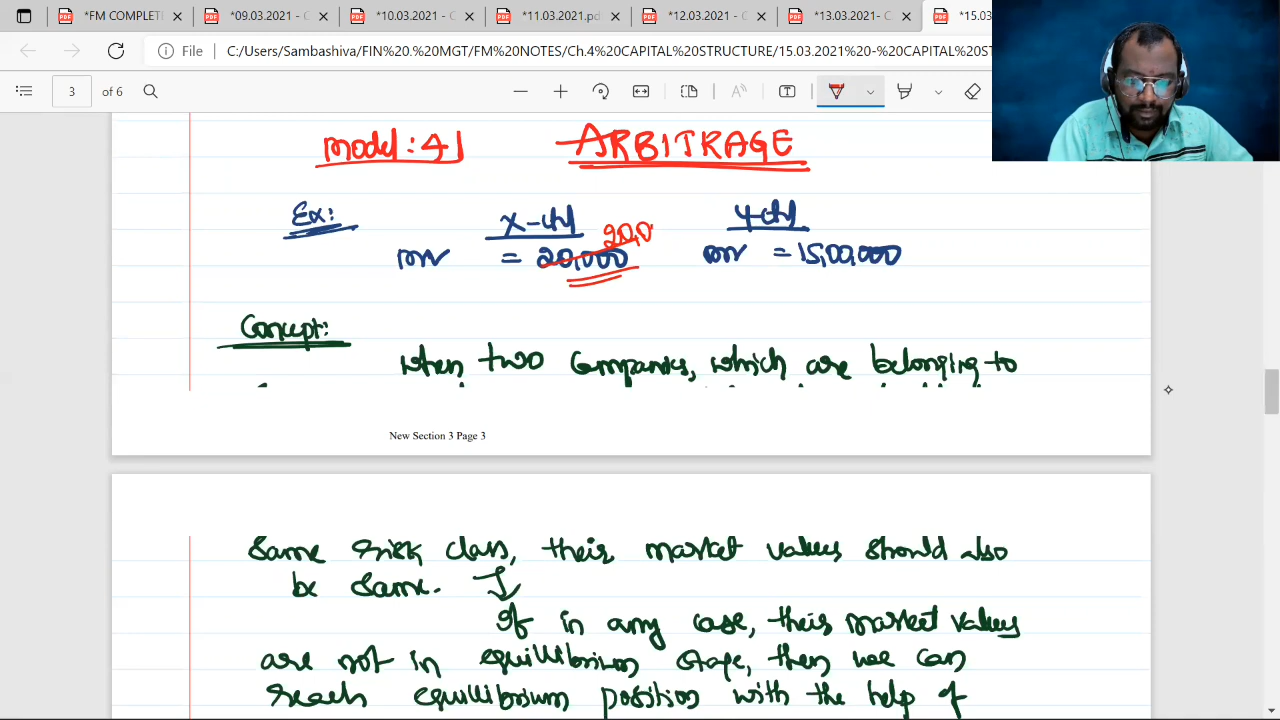 *FM COMPLETE
*09.03.2021 - C
*10.03.2021 - C
*11.03.2021.pd
*12.03.2021 - C
*13.03.2021- C
*15.03
File
C:/Users/Sambashiva/FIN%20.%20MGT/FM%20NOTES/Ch.4%20CAPITAL%20STRUCTURE/15.03.2021%20-%20CAPITAL%20ST
3 of 6
Model: 4] ARBITRAGE
Ex: X-Ltd Y-Ltd
20,0
MV = 20,000 MV = 15,00,000
Concept:
When two Companies, which are belonging to
New Section 3 Page 3
Same risk class, their market values should also
be same.
If in any case, their market values
are not in equillibrium stage, then we can
reach equillibrium position with the help of